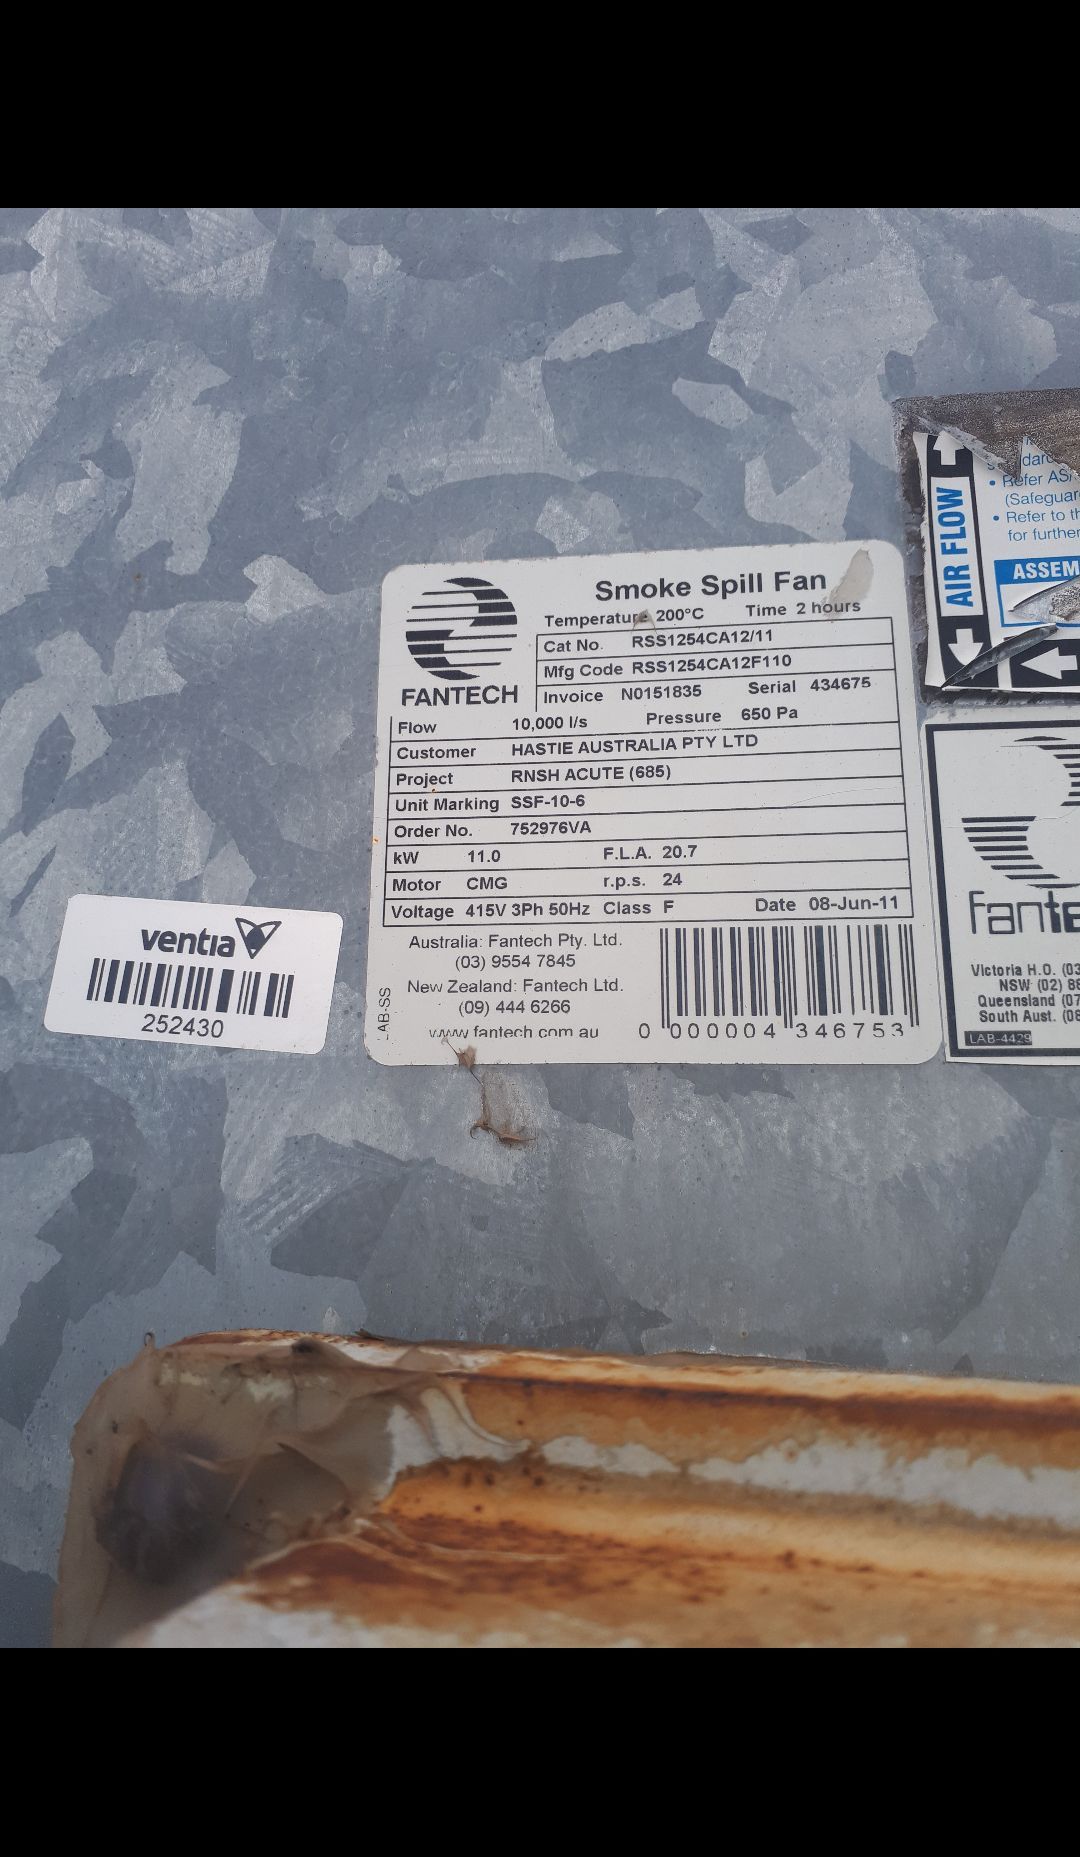 Smoke Spill Fan
Temperature 200°C Time 2 hours
FANTECH
Cat No. RSS1254CA12/11
Mfg Code RSS1254CA12F110
Invoice N0151835 Serial 434675
Flow 10,000 l/s Pressure 650 Pa
Customer HASTIE AUSTRALIA PTY LTD
Project RNSH ACUTE (685)
Unit Marking SSF-10-6
Order No. 752976VA
kW 11.0 F.L.A. 20.7
Motor CMG r.p.s. 24
Voltage 415V 3Ph 50Hz Class F Date 08-Jun-11
Australia: Fantech Pty. Ltd.
(03) 9554 7845
New Zealand: Fantech Ltd.
(09) 444 6266
www.fantech.com.au
0 000004 346753
LAB-SS
ventia
252430
AIR FLOW
• Refer
(Safeguar
• Refer to th
for further
ASSEM
fante
Victoria H.O. (03
NSW (02) 88
Queensland (07
South Aust. (08
LAB-4429